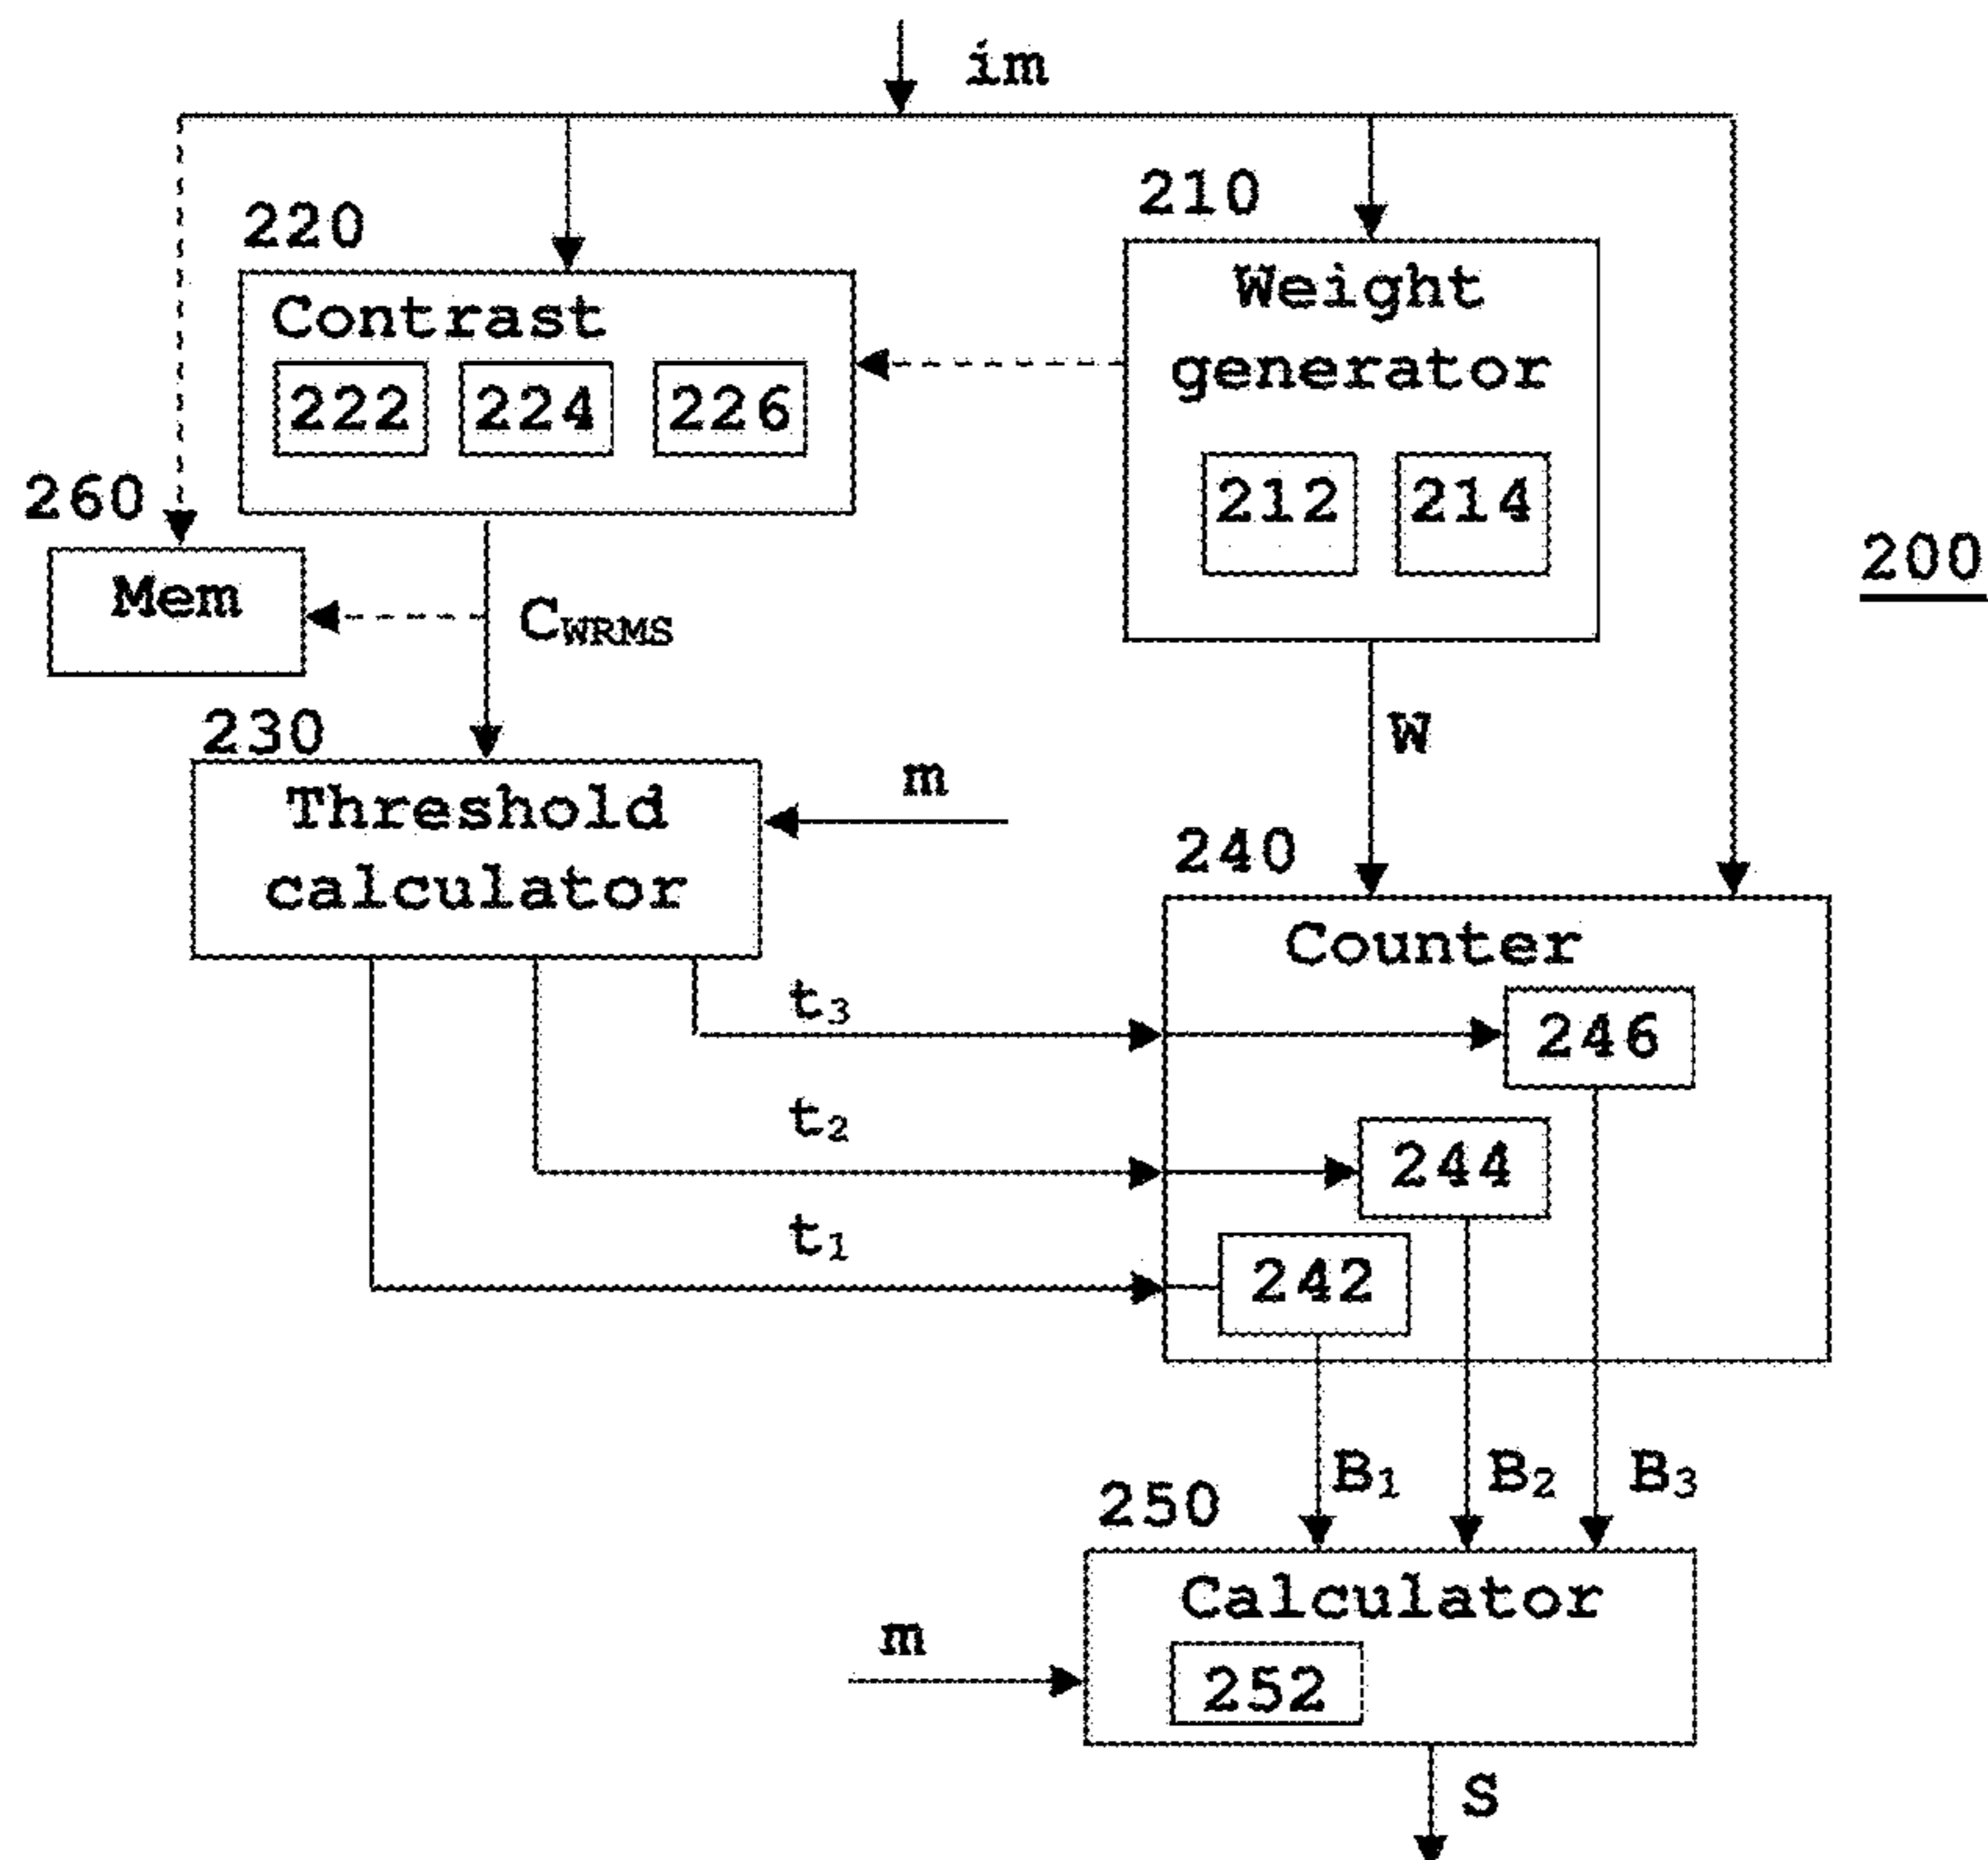 im
210
220
Weight
generator
Contrast
222 224 226
212 214
260
200
Mem
CWRMS
230
W
m
Threshold
calculator
240
Counter
t3
246
t2
244
t1
242
B1 B2 B3
250
Calculator
m
252
S